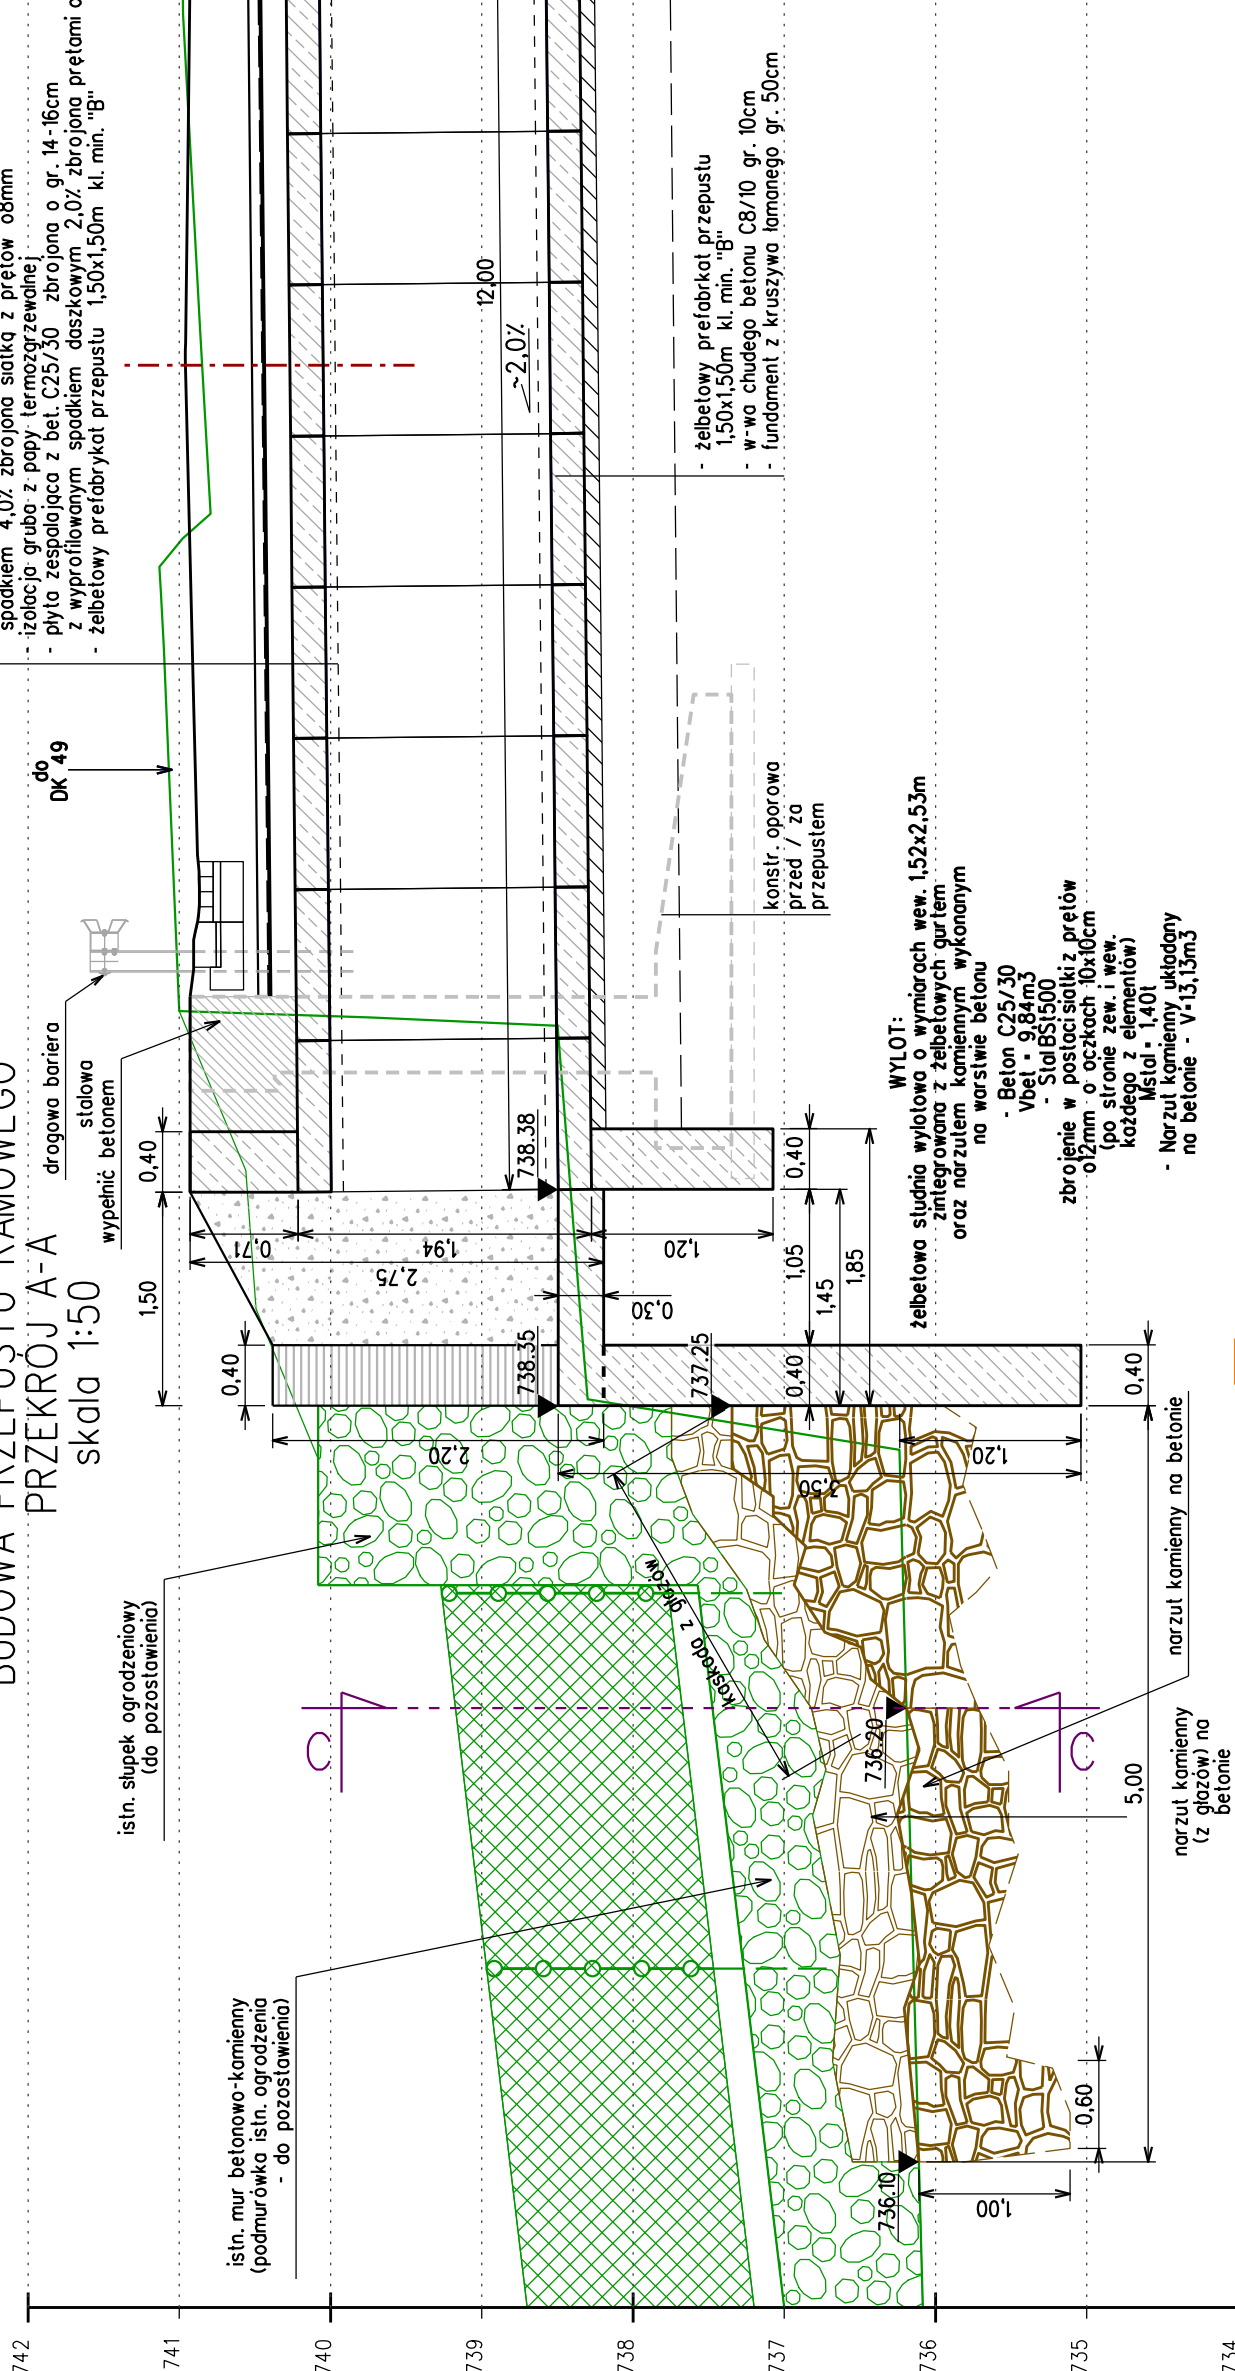 PRZEKRÓJ A-A
skala 1:50
spadkiem 4,0% zbrojona siatką z prętów o8mm
- izolacja gruba z papy termozgrzewalnej
- płyta zespalająca z bet. C25/30 zbrojona o gr. 14-16cm
z wyprofilowanym spadkiem daszkowym 2,0% zbrojona prętami
- żelbetowy prefabrykat przepustu 1,50x1,50m kl. min. "B"
do
DK 49
drogowa bariera
stalowa
wypełnić betonem
12,00
~2,0%
- żelbetowy prefabrkat przepustu
1,50x1,50m kl. min. "B"
- w-wa chudego betonu C8/10 gr. 10cm
- fundament z kruszywa łamanego gr. 50cm
konstr. oporowa
przed / za
przepustem
WYLOT:
żelbetowa studnia wylotowa o wymiarach wew. 1,52x2,53m
zintegrowana z żelbetowych gurtem
oraz narzutem kamiennym wykonanym
na warstwie betonu
- Beton C25/30
Vbet = 9,84m3
- StalBSt500
zbrojenie w postaci siatki z prętów
o12mm o oczkach 10x10cm
(po stronie zew. i wew.
każdego z elementów)
Mstal = 1,40t
- Narzut kamienny układany
na betonie - V=13,13m3
0,40
1,50
0,40
0,71
1,94
1,20
2,75
0,30
738.38
738.35
737.25
0,40
1,05
0,40
1,45
1,85
0,40
2,20
3,50
1,20
kaskada z głazów
istn. słupek ogrodzeniowy
(do pozostawienia)
istn. mur betonowo-kamienny
(podmurówka istn. ogrodzenia
- do pozostawienia)
C
C
736.20
736.10
5,00
0,60
1,00
narzut kamienny na betonie
narzut kamienny
(z głazów) na
betonie
742
741
740
739
738
737
736
735
734